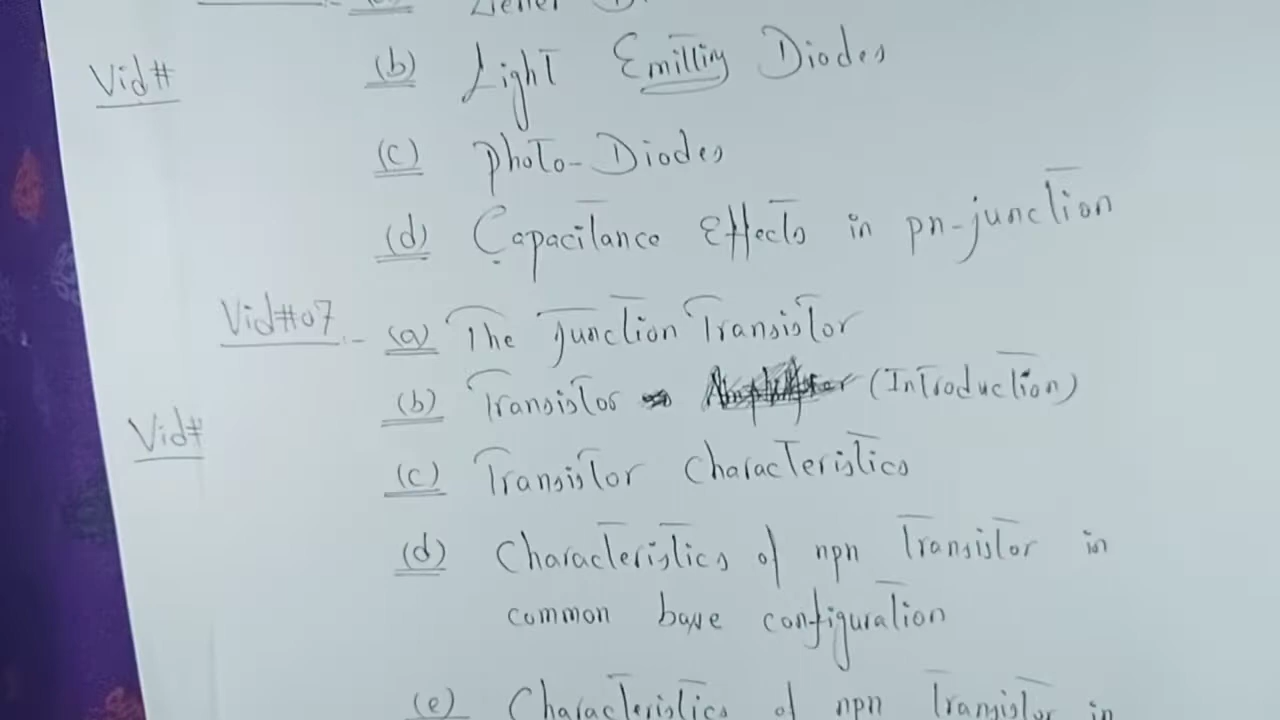 (b) Light Emitting Diodes
Vid#
(c) Photo-Diodes
(d) Capacitance Effects in pn-junction
Vid#07 :- (a) The junction Transistor
(b) Transistor (Introduction)
Vid#
(c) Transistor Characteristics
(d) Characteristics of npn Transistor in
common base configuration
(e) Characteristics of npn Transistor in